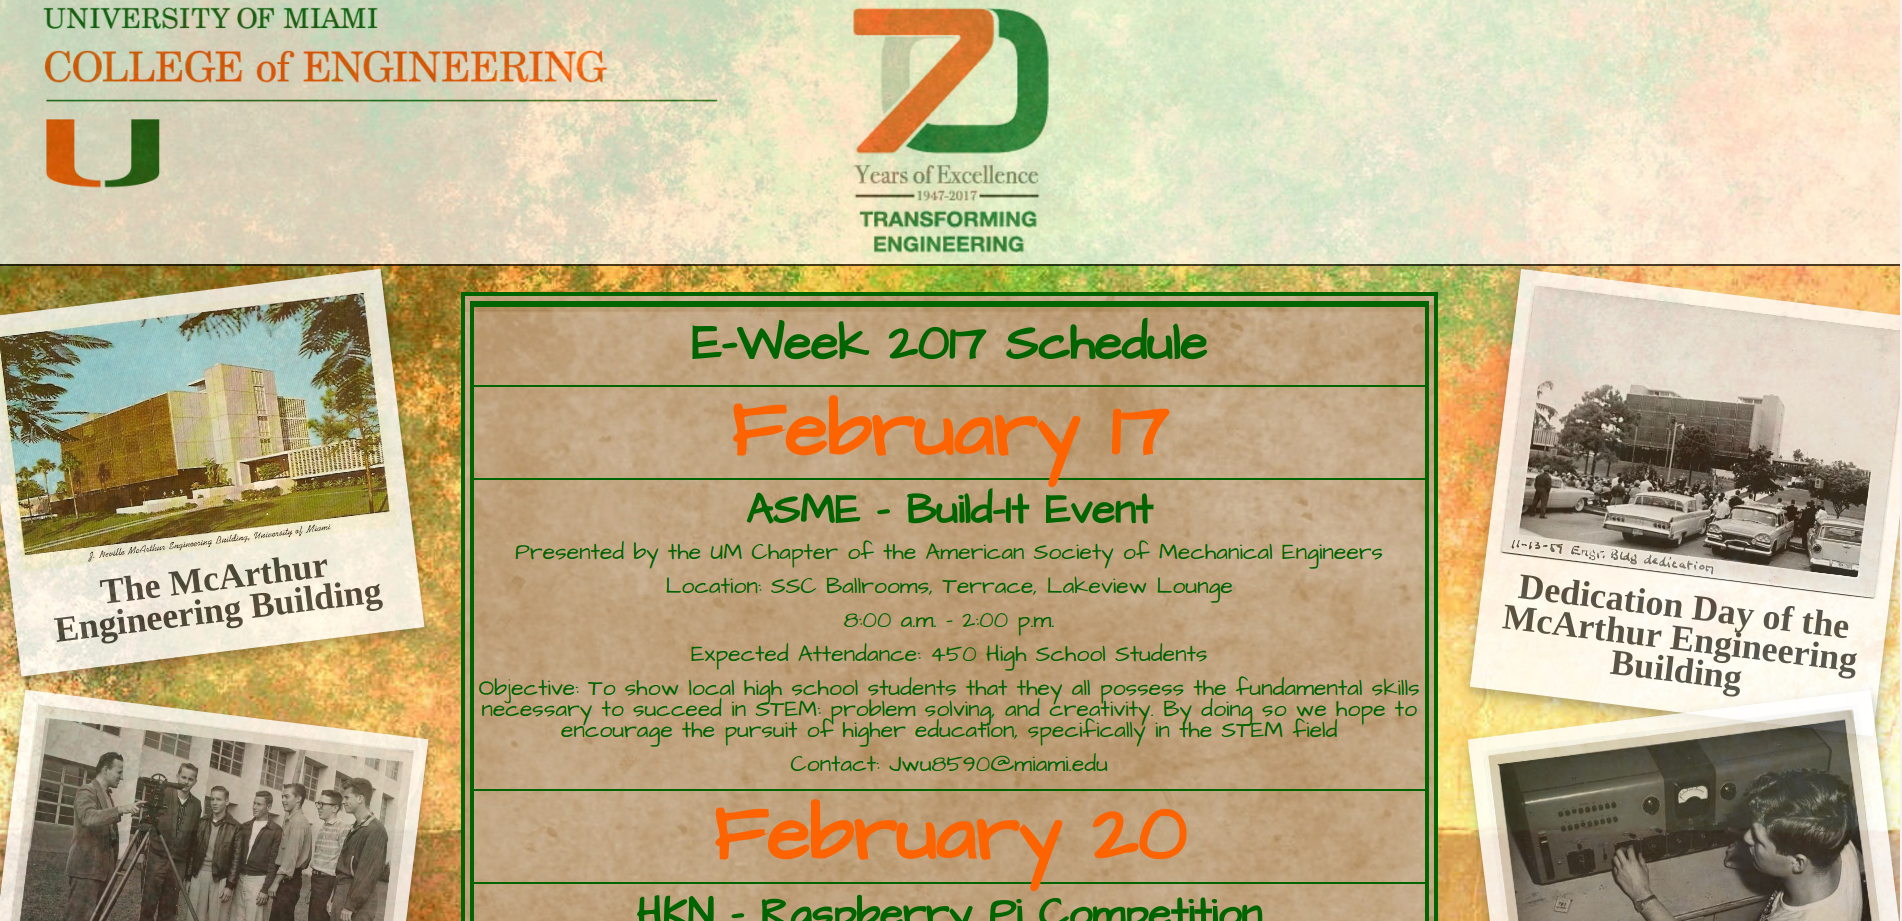 UNIVERSITY OF MIAMI
COLLEGE of ENGINEERING
U
70
Years of Excellence
1947-2017
TRANSFORMING
ENGINEERING
J. Neville McArthur Engineering Building, University of Miami
The McArthur
Engineering Building
11-13-59 Engr. Bldg dedication
Dedication Day of the
McArthur Engineering
Building
E-Week 2017 Schedule
February 17
ASME - Build-It Event
Presented by the UM Chapter of the American Society of Mechanical Engineers
Location: SSC Ballrooms, Terrace, Lakeview Lounge
8:00 a.m. - 2:00 p.m.
Expected Attendance: 450 High School Students
Objective: To show local high school students that they all possess the fundamental skills
necessary to succeed in STEM: problem solving, and creativity. By doing so we hope to
encourage the pursuit of higher education, specifically in the STEM field
Contact: Jwu8590@miami.edu
February 20
HKN - Raspberry Pi Competition